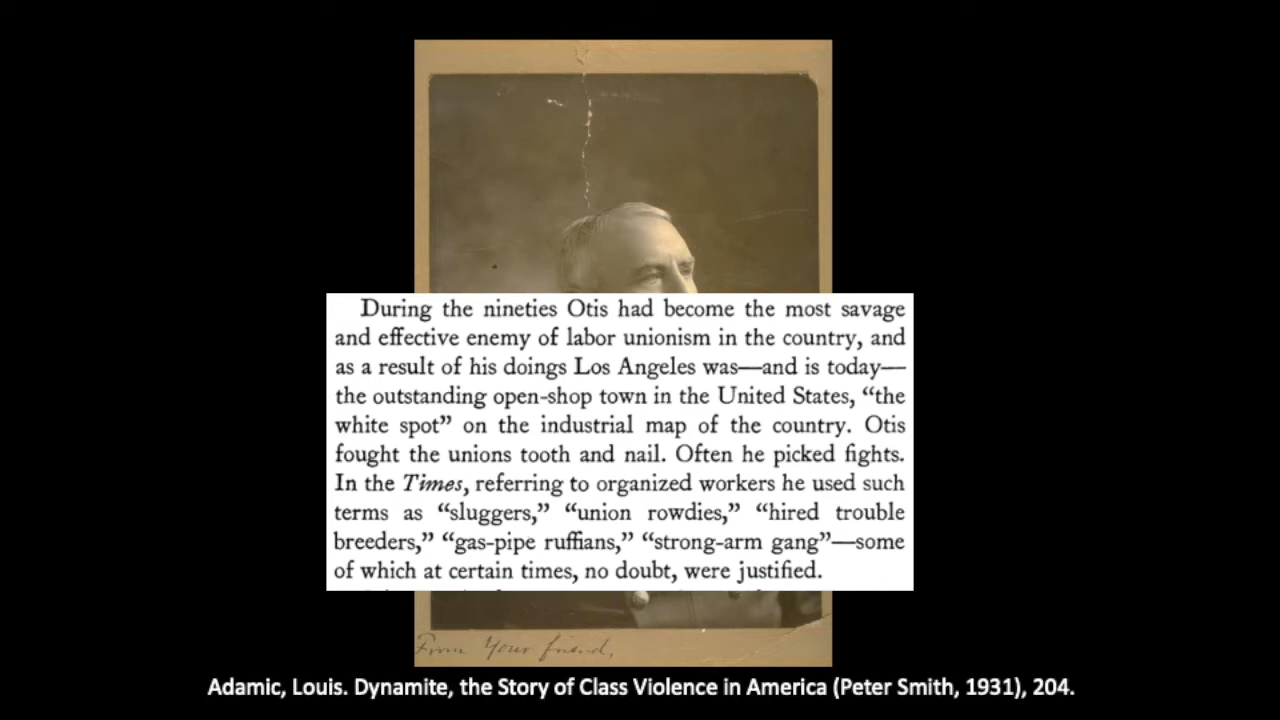 During the nineties Otis had become the most savage
and effective enemy of labor unionism in the country, and
as a result of his doings Los Angeles was—and is today—
the outstanding open-shop town in the United States, “the
white spot” on the industrial map of the country. Otis
fought the unions tooth and nail. Often he picked fights.
In the Times, referring to organized workers he used such
terms as “sluggers,” “union rowdies,” “hired trouble
breeders,” “gas-pipe ruffians,” “strong-arm gang”—some
of which at certain times, no doubt, were justified.
From Your friend,
Adamic, Louis. Dynamite, the Story of Class Violence in America (Peter Smith, 1931), 204.